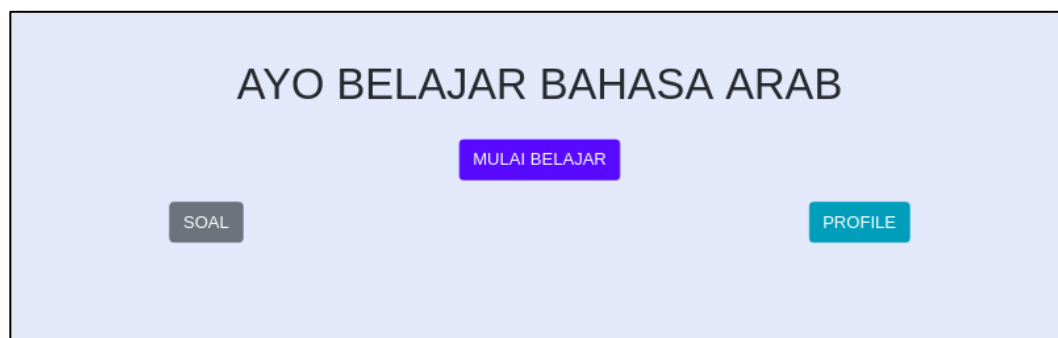 AYO BELAJAR BAHASA ARAB
MULAI BELAJAR
SOAL
PROFILE